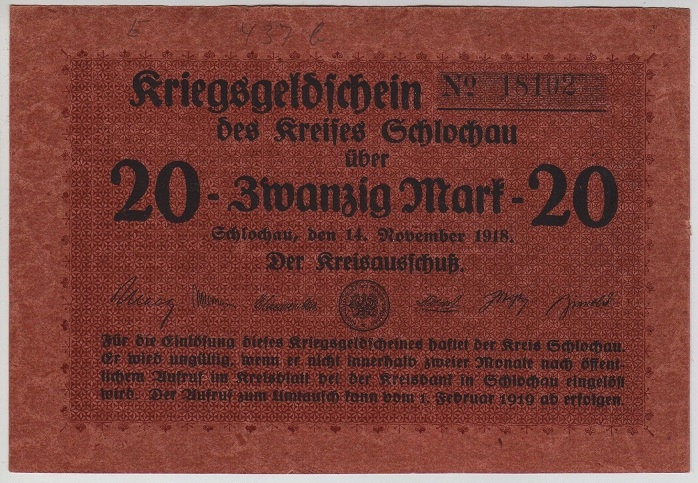 E 437 b
Kriegsgeldschein
No 18102
des Kreises Schlochau
über
20 - Zwanzig Mark - 20
Schlochau, den 14. November 1918.
Der Kreisausschuß.
Für die Einlösung dieses Kriegsgeldscheines haftet der Kreis Schlochau.
Er wird ungültig, wenn er nicht innerhalb zweier Monate nach öffent-
lichem Aufruf im Kreisblatt bei der Kreisbank in Schlochau eingelöst
wird. Der Aufruf zum Umtausch kann vom 1. Februar 1919 ab erfolgen.